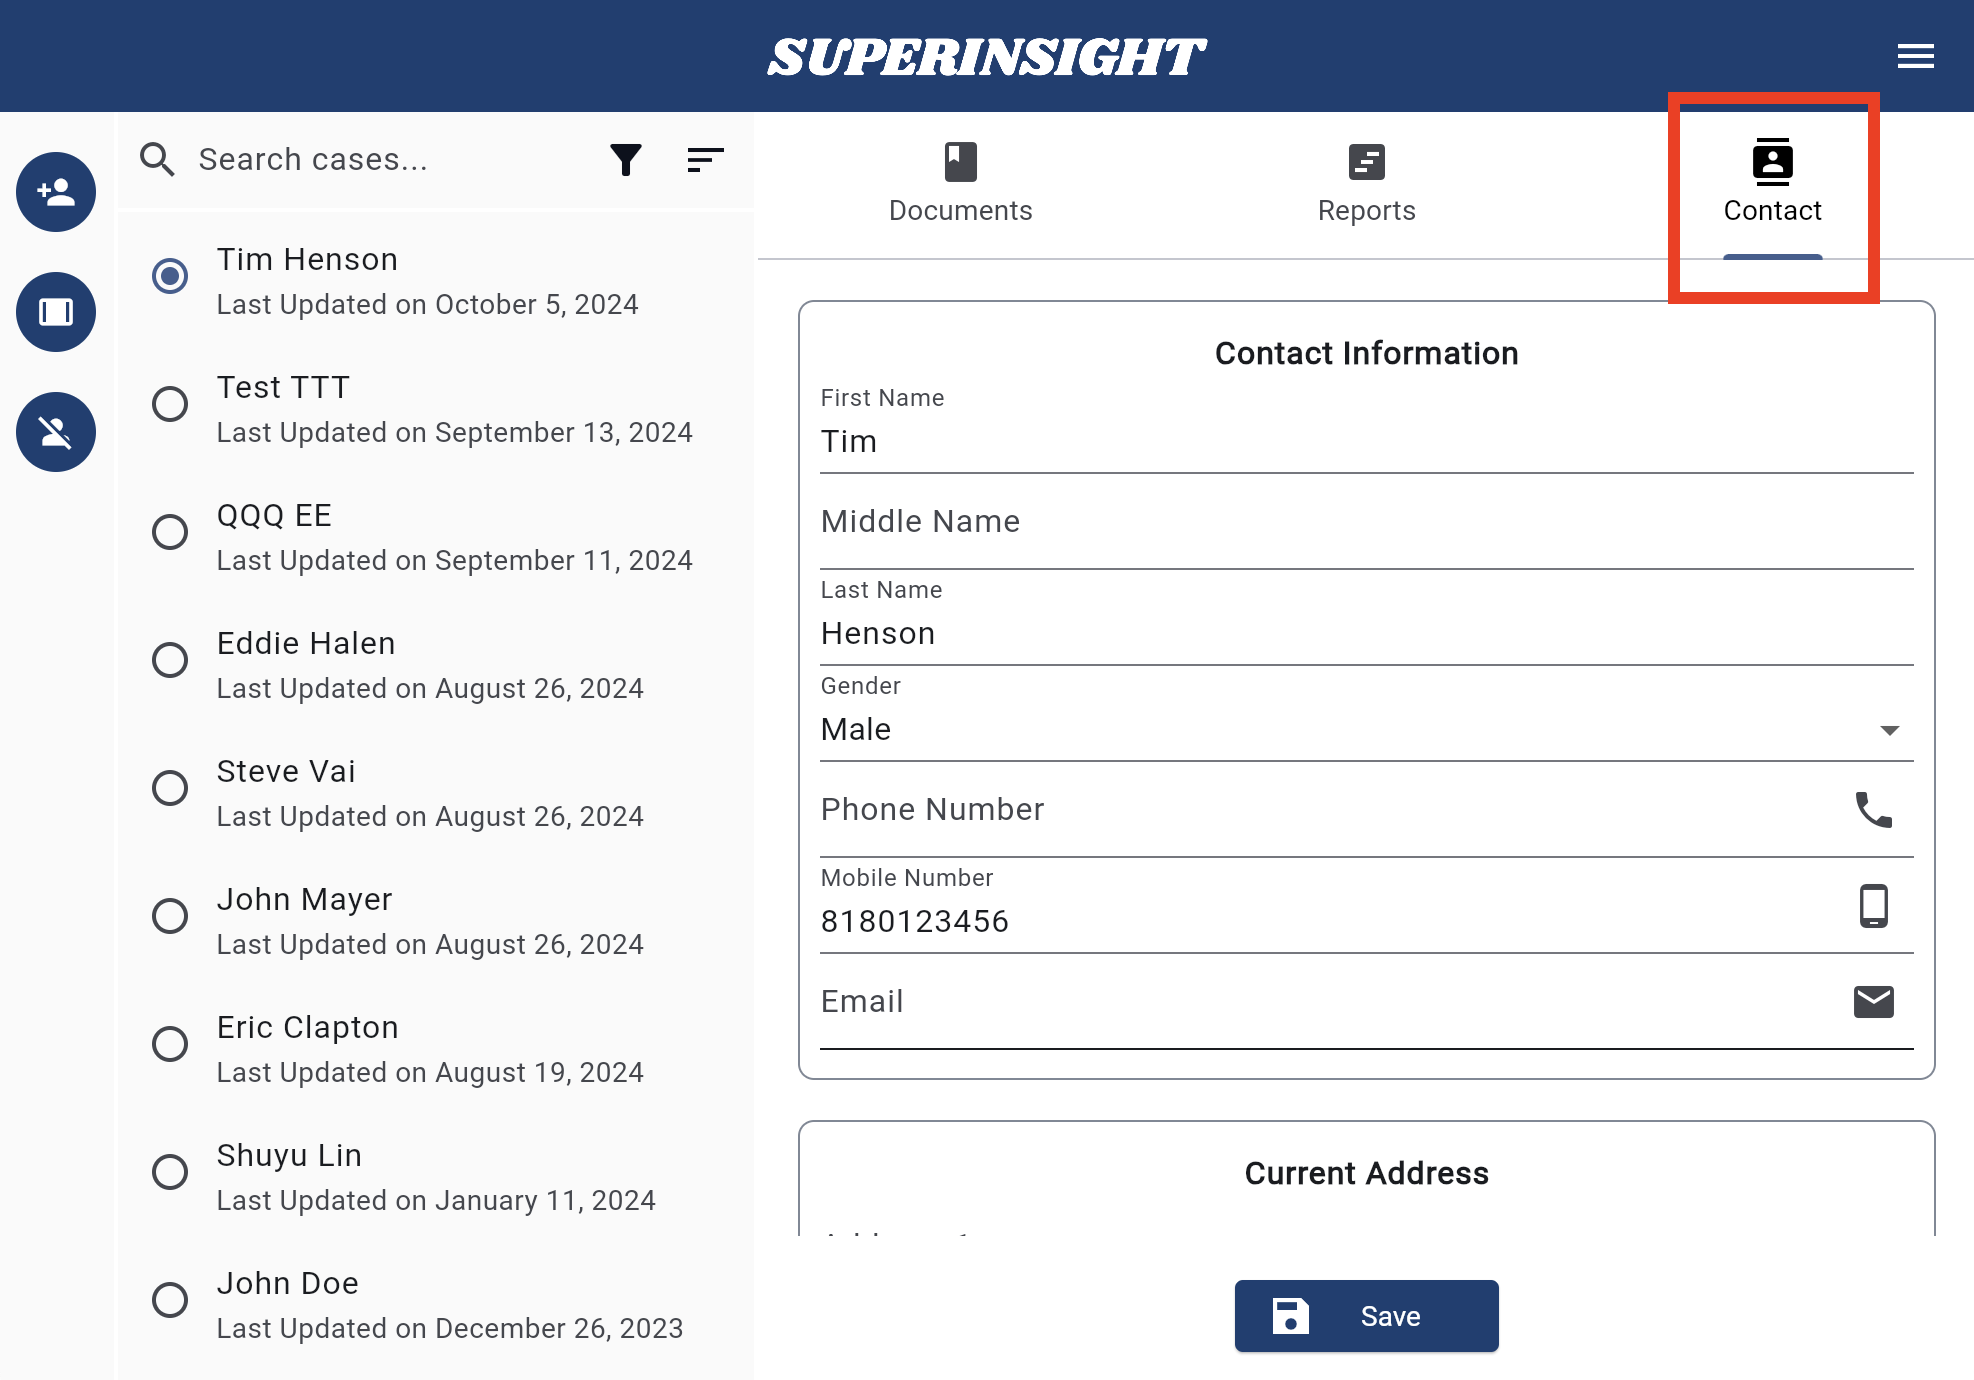 SUPERINSIGHT
Search cases...
Tim Henson
Last Updated on October 5, 2024
Test TTT
Last Updated on September 13, 2024
QQQ EE
Last Updated on September 11, 2024
Eddie Halen
Last Updated on August 26, 2024
Steve Vai
Last Updated on August 26, 2024
John Mayer
Last Updated on August 26, 2024
Eric Clapton
Last Updated on August 19, 2024
Shuyu Lin
Last Updated on January 11, 2024
John Doe
Last Updated on December 26, 2023
Documents
Reports
Contact
Contact Information
First Name
Tim
Middle Name
Last Name
Henson
Gender
Male
Phone Number
Mobile Number
8180123456
Email
Current Address
Save